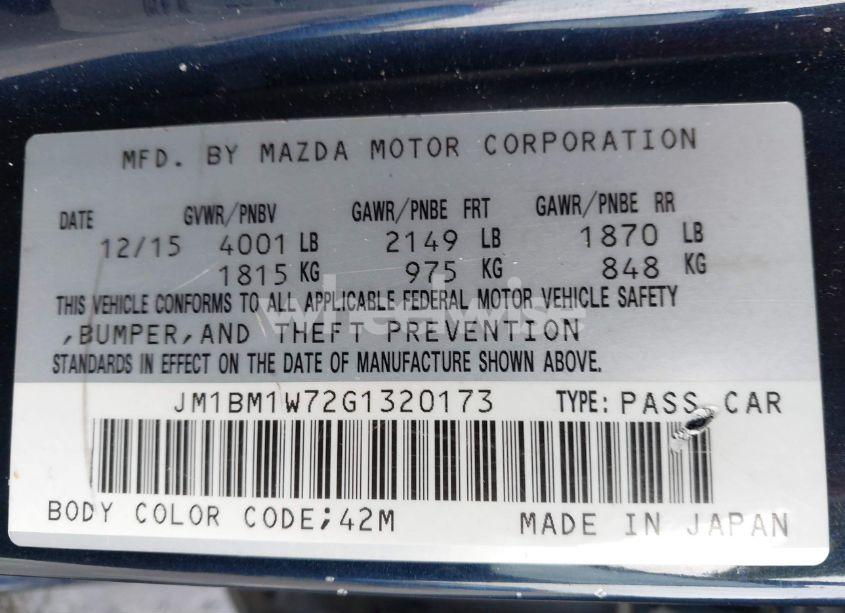 MFD. BY MAZDA MOTOR CORPORATION
DATE GVWR/PNBV GAWR/PNBE FRT GAWR/PNBE RR
12/15 4001 LB 2149 LB 1870 LB
1815 KG 975 KG 848 KG
THIS VEHICLE CONFORMS TO ALL APPLICABLE FEDERAL MOTOR VEHICLE SAFETY
wheelwise
,BUMPER,AND THEFT PREVENTION
STANDARDS IN EFFECT ON THE DATE OF MANUFACTURE SHOWN ABOVE.
JM1BM1W72G1320173 TYPE: PASS CAR
BODY COLOR CODE;42M MADE IN JAPAN